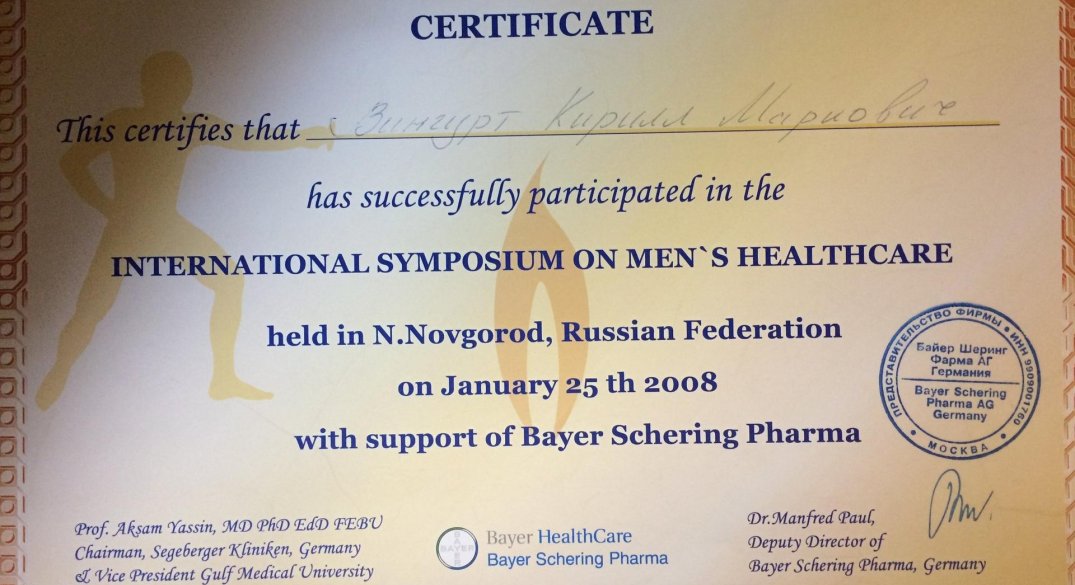 CERTIFICATE
This certifies that Зингурт Кирилл Маркович
has successfully participated in the
INTERNATIONAL SYMPOSIUM ON MEN`S HEALTHCARE
held in N.Novgorod, Russian Federation
on January 25 th 2008
with support of Bayer Schering Pharma
ПРЕДСТАВИТЕЛЬСТВО ФИРМЫ • ИНН 9909001760
Байер Шеринг
Фарма АГ
Германия
Bayer Schering
Pharma AG
Germany
• МОСКВА •
Prof. Aksam Yassin, MD PhD EdD FEBU
Chairman, Segeberger Kliniken, Germany
& Vice President Gulf Medical University
BAYER
Bayer HealthCare
Bayer Schering Pharma
Dr.Manfred Paul,
Deputy Director of
Bayer Schering Pharma, Germany